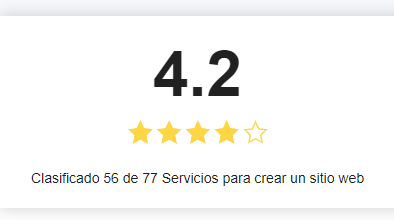 4.2
Clasificado 56 de 77 Servicios para crear un sitio web